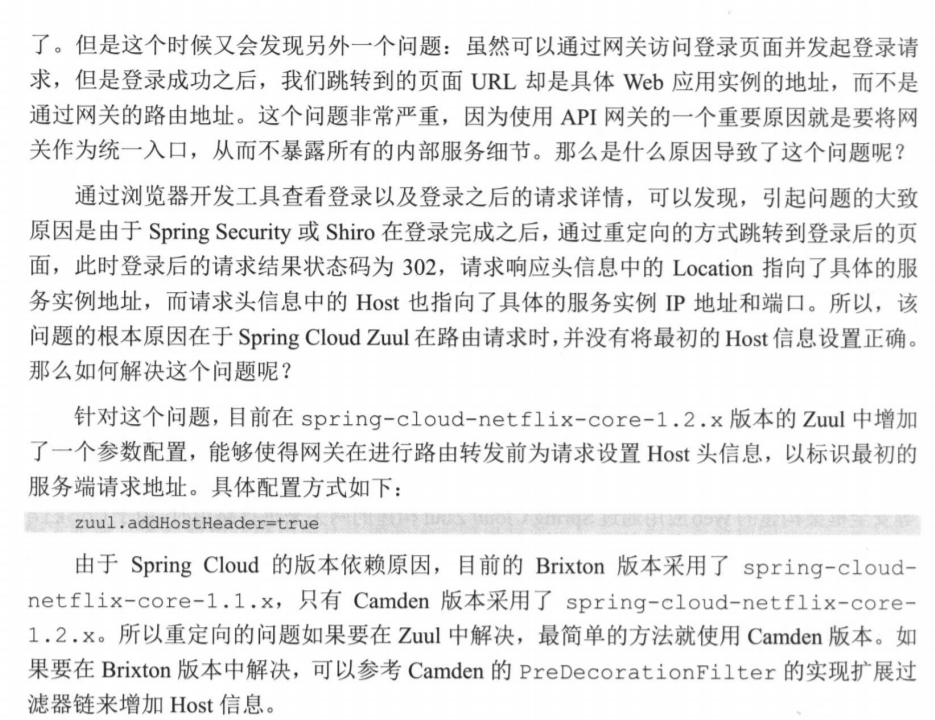 了。但是这个时候又会发现另外一个问题：虽然可以通过网关访问登录页面并发起登录请
求，但是登录成功之后，我们跳转到的页面 URL 却是具体 Web 应用实例的地址，而不是
通过网关的路由地址。这个问题非常严重，因为使用 API 网关的一个重要原因就是要将网
关作为统一入口，从而不暴露所有的内部服务细节。那么是什么原因导致了这个问题呢？
通过浏览器开发工具查看登录以及登录之后的请求详情，可以发现，引起问题的大致
原因是由于 Spring Security 或 Shiro 在登录完成之后，通过重定向的方式跳转到登录后的页
面，此时登录后的请求结果状态码为 302，请求响应头信息中的 Location 指向了具体的服
务实例地址，而请求头信息中的 Host 也指向了具体的服务实例 IP 地址和端口。所以，该
问题的根本原因在于 Spring Cloud Zuul 在路由请求时，并没有将最初的 Host 信息设置正确。
那么如何解决这个问题呢？
针对这个问题，目前在 spring-cloud-netflix-core-1.2.x 版本的 Zuul 中增加
了一个参数配置，能够使得网关在进行路由转发前为请求设置 Host 头信息，以标识最初的
服务端请求地址。具体配置方式如下：
zuul.addHostHeader=true
由于 Spring Cloud 的版本依赖原因，目前的 Brixton 版本采用了 spring-cloud-
netflix-core-1.1.x，只有 Camden 版本采用了 spring-cloud-netflix-core-
1.2.x。所以重定向的问题如果要在 Zuul 中解决，最简单的方法就使用 Camden 版本。如
果要在 Brixton 版本中解决，可以参考 Camden 的 PreDecorationFilter 的实现扩展过
滤器链来增加 Host 信息。